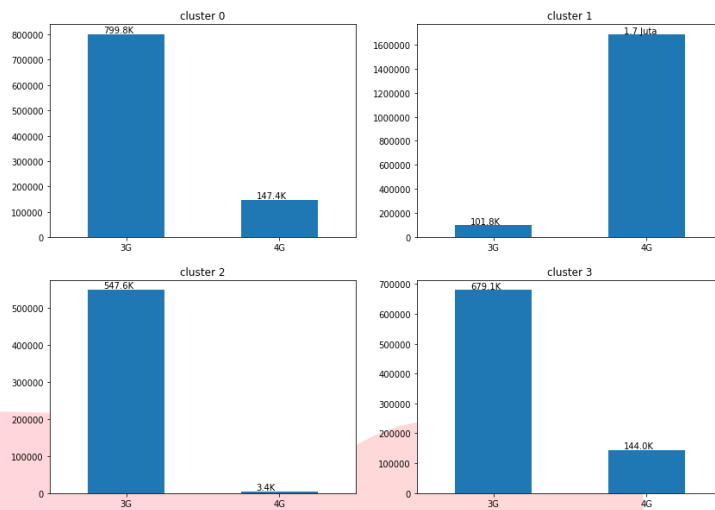 cluster 0
800000
700000
600000
500000
400000
300000
200000
100000
0
799.8K
147.4K
3G
4G
cluster 1
1600000
1400000
1200000
1000000
800000
600000
400000
200000
0
101.8K
1.7 Juta
3G
4G
cluster 2
500000
400000
300000
200000
100000
0
547.6K
3.4K
3G
4G
cluster 3
700000
600000
500000
400000
300000
200000
100000
0
679.1K
144.0K
3G
4G